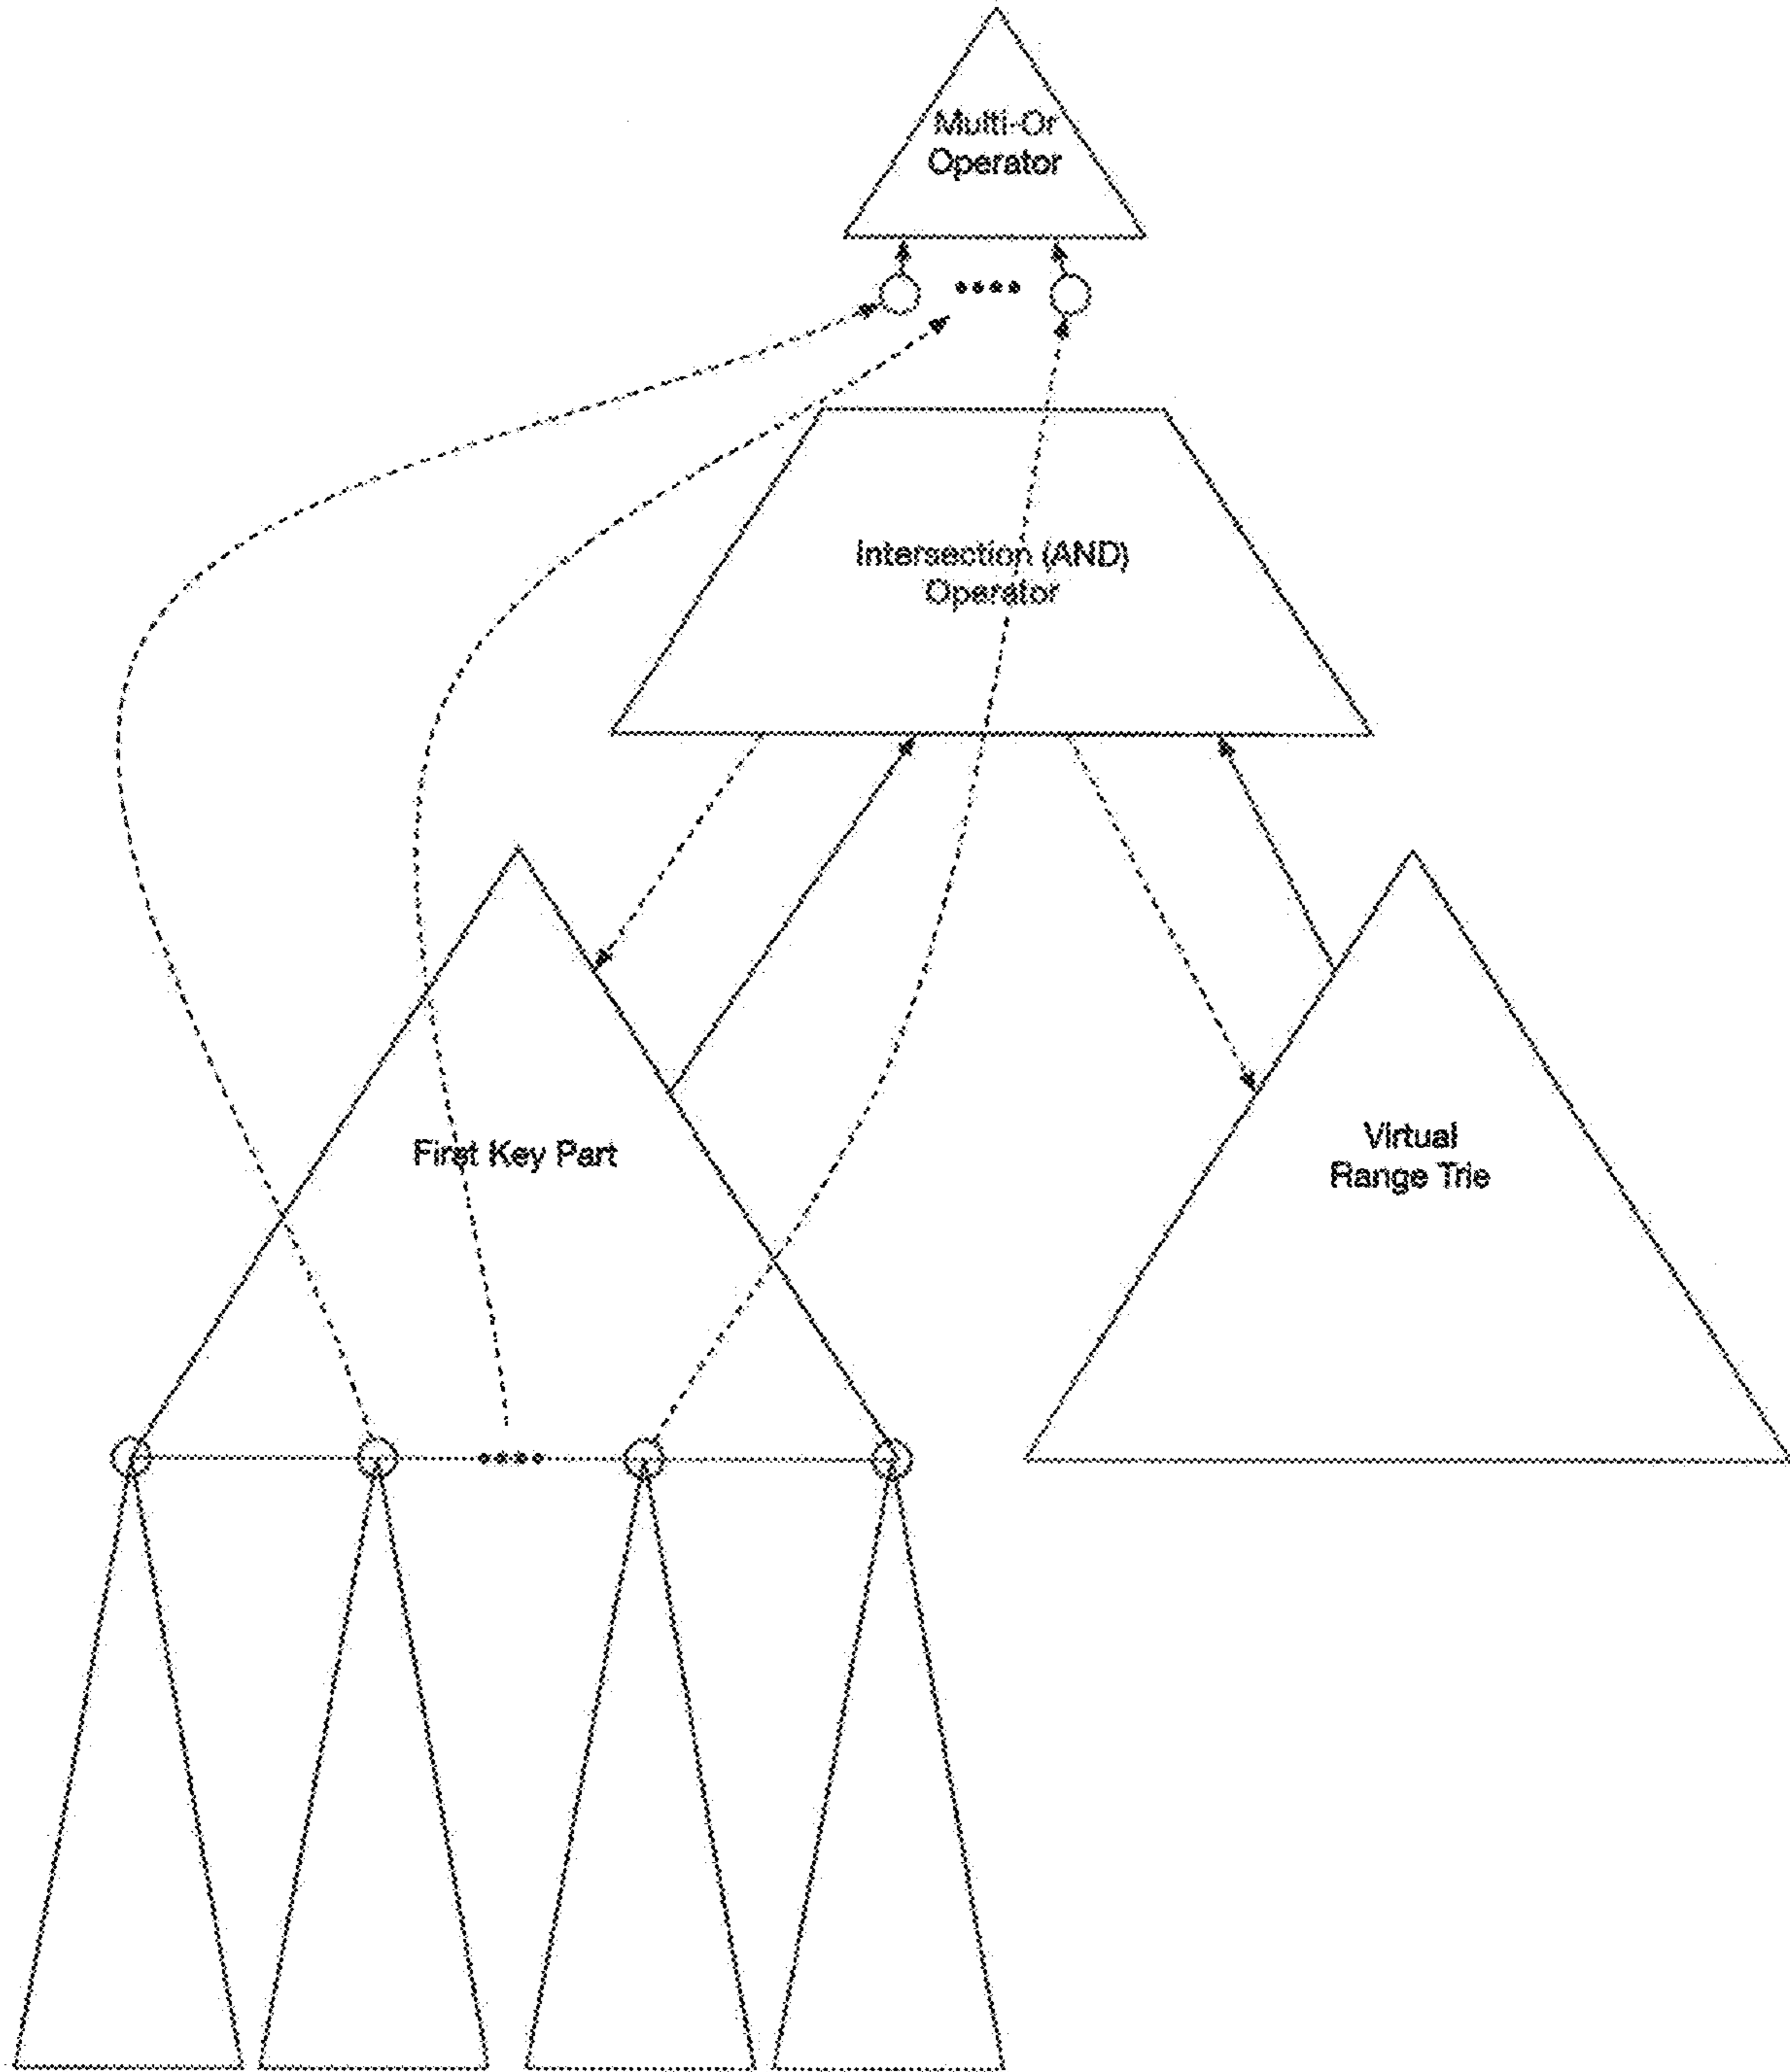 Multi-Or
Operator
Intersection (AND)
Operator
First Key Part
Virtual
Range Trie